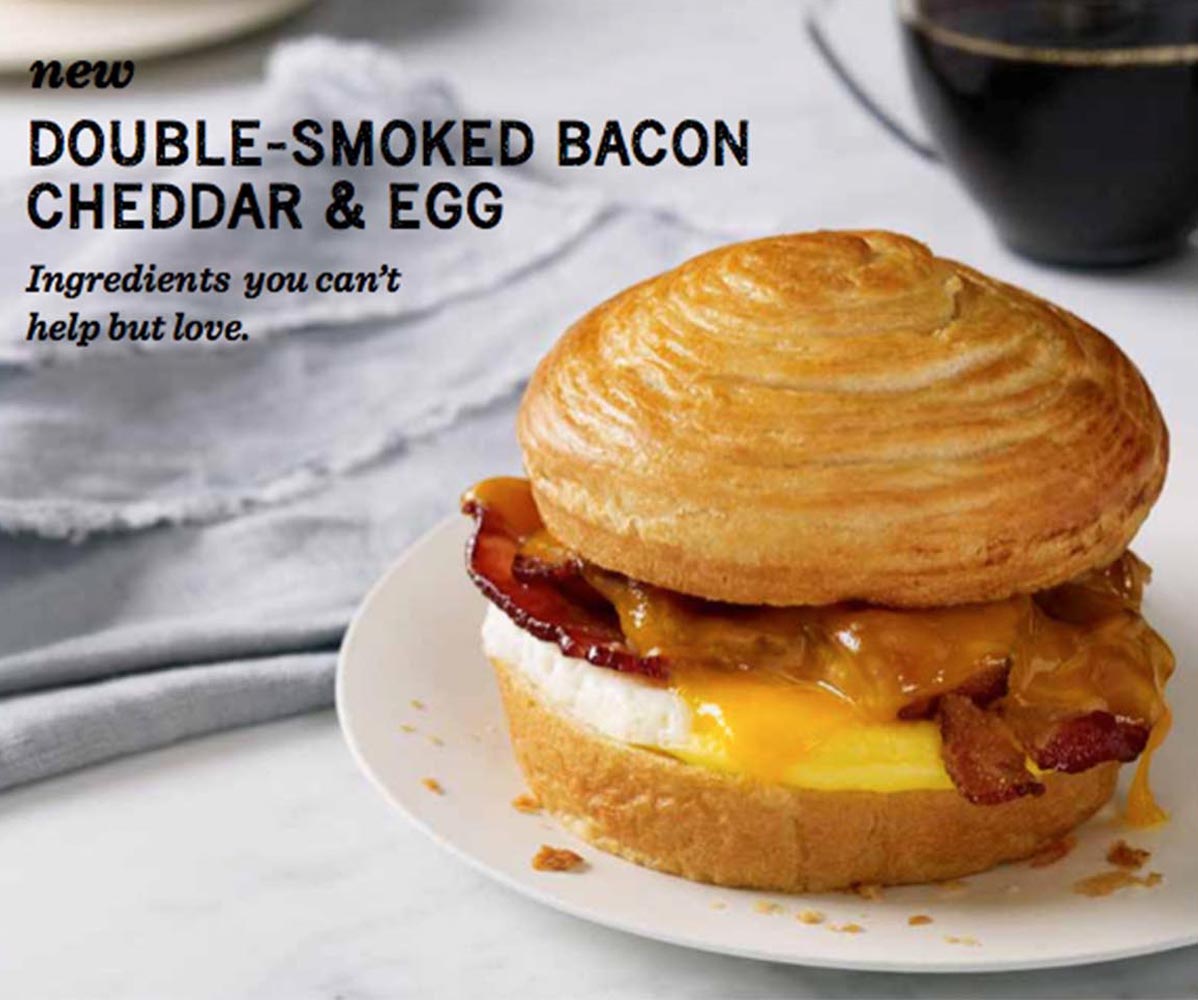 new
DOUBLE-SMOKED BACON
CHEDDAR & EGG
Ingredients you can't
help but love.